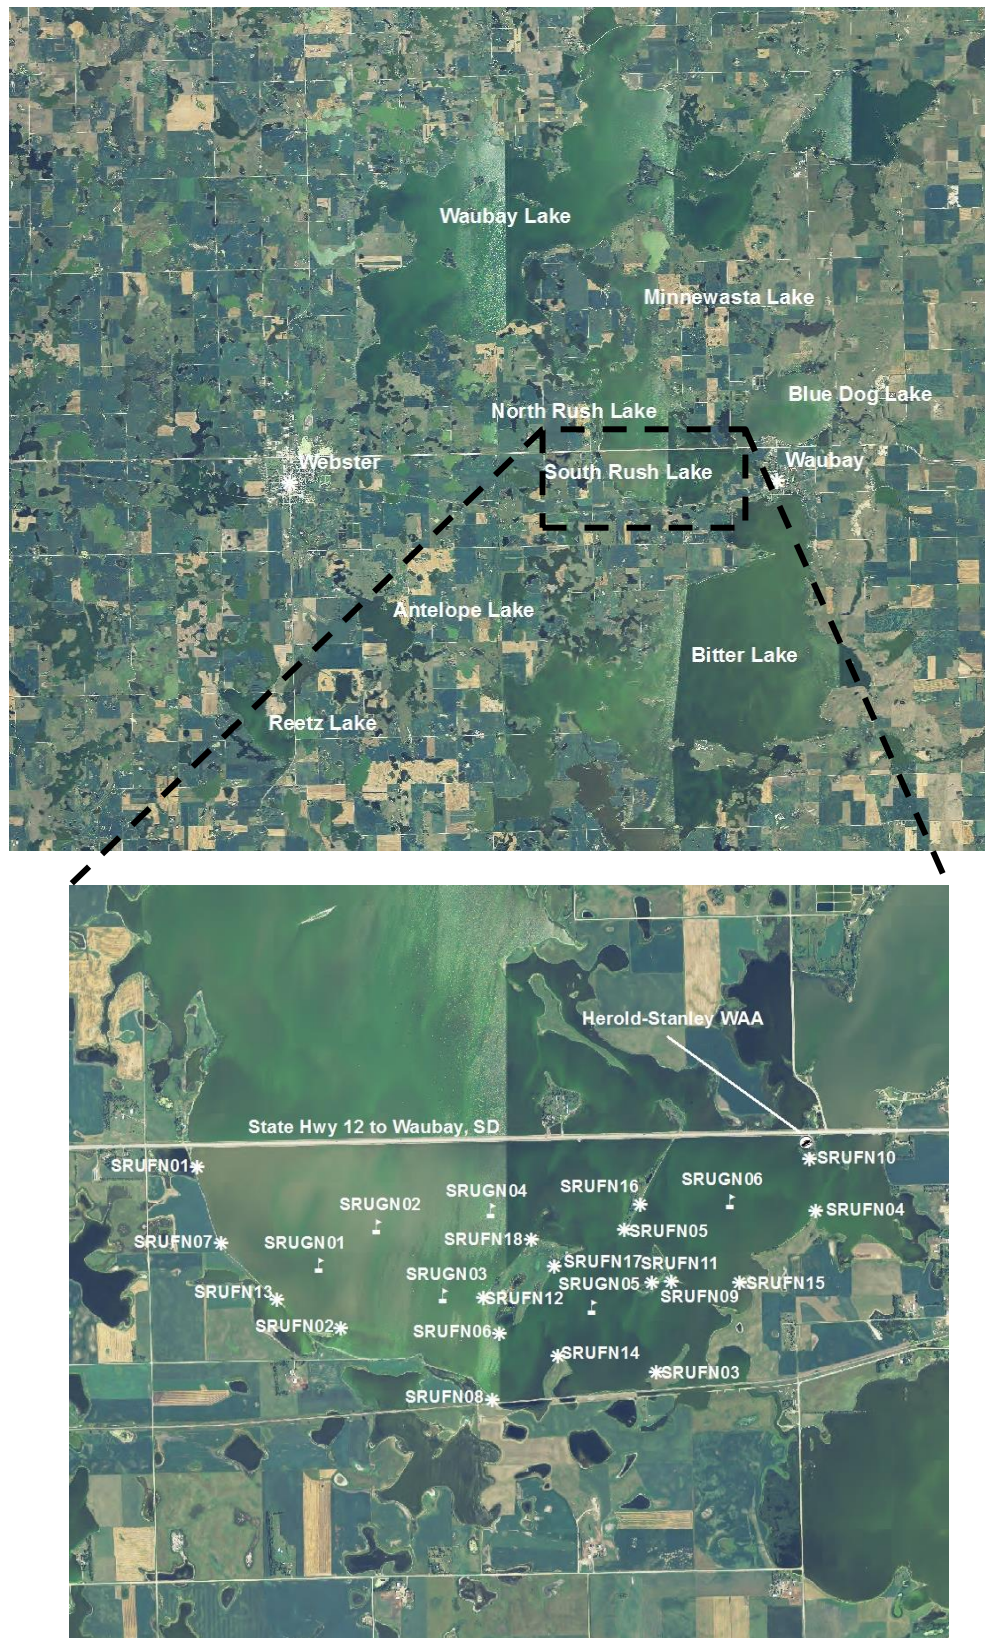 Waubay Lake
Minnewasta Lake
Blue Dog Lake
North Rush Lake
Webster
South Rush Lake
Waubay
Antelope Lake
Bitter Lake
Reetz Lake
Herold-Stanley WAA
State Hwy 12 to Waubay, SD
SRUFN01
SRUFN10
SRUFN16
SRUGN06
SRUGN04
SRUGN02
SRUFN04
SRUFN05
SRUFN07
SRUGN01
SRUFN18
SRUFN17
SRUFN11
SRUGN03
SRUGN05
SRUFN15
SRUFN13
SRUFN12
SRUFN09
SRUFN02
SRUFN06
SRUFN14
SRUFN03
SRUFN08